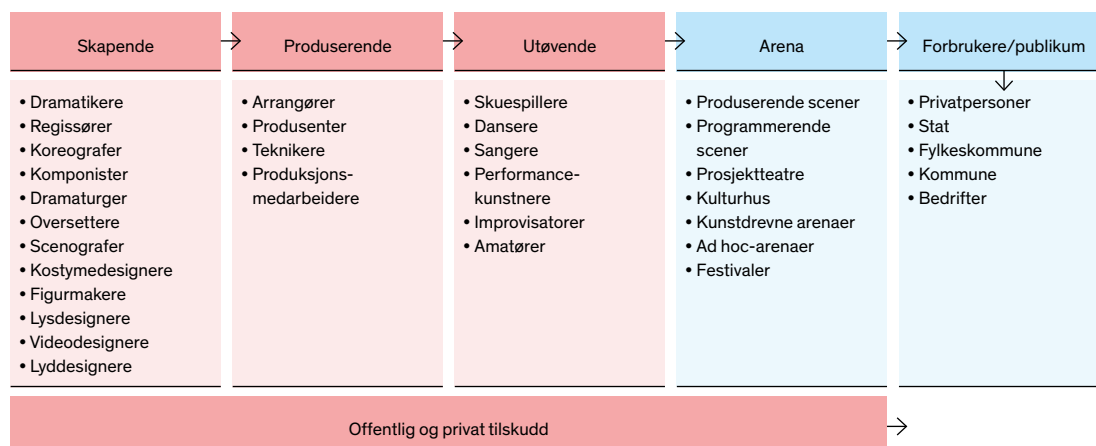 Skapende
Produserende
Utøvende
Arena
Forbrukere/publikum
• Dramatikere
• Regissører
• Koreografer
• Komponister
• Dramaturger
• Oversettere
• Scenografer
• Kostymedesignere
• Figurmakere
• Lysdesignere
• Videodesignere
• Lyddesignere
• Arrangører
• Produsenter
• Teknikere
• Produksjons-
medarbeidere
• Skuespillere
• Dansere
• Sangere
• Performance-
kunstnere
• Improvisatorer
• Amatører
• Produserende scener
• Programmerende
scener
• Prosjektteatre
• Kulturhus
• Kunstdrevne arenaer
• Ad hoc-arenaer
• Festivaler
• Privatpersoner
• Stat
• Fylkeskommune
• Kommune
• Bedrifter
Offentlig og privat tilskudd